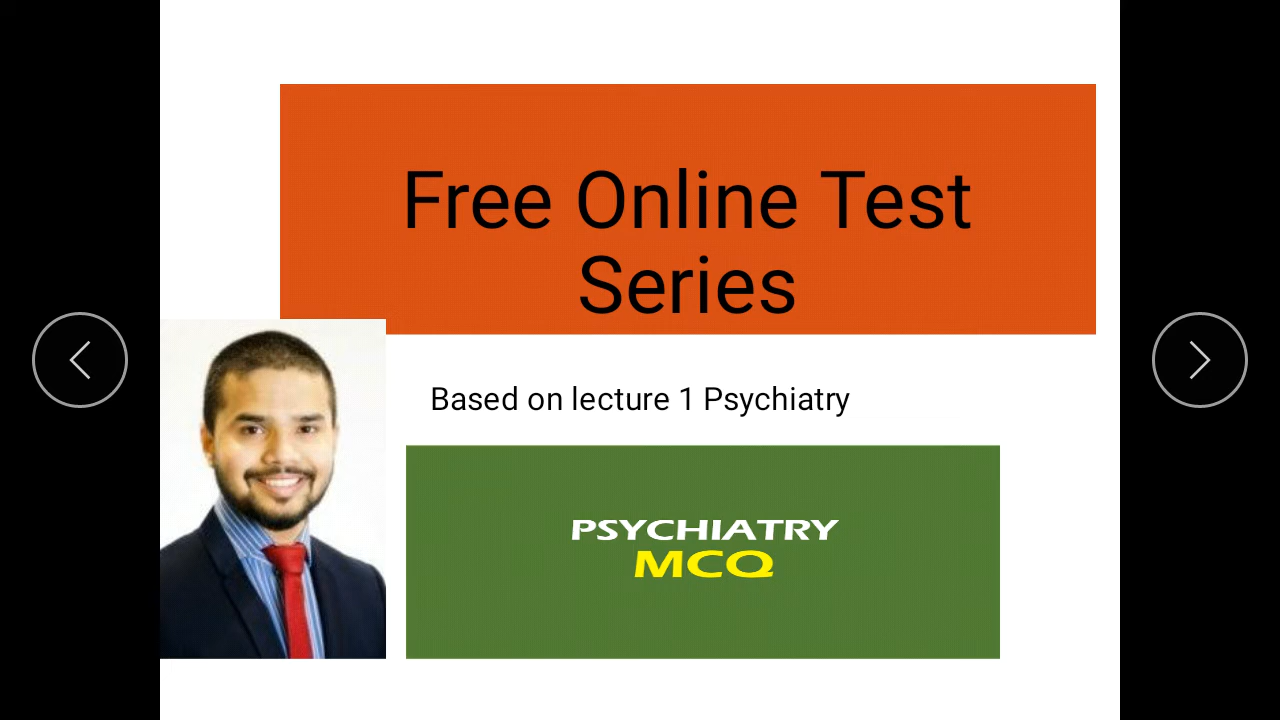 Free Online Test
Series
Based on lecture 1 Psychiatry
PSYCHIATRY
MCQ